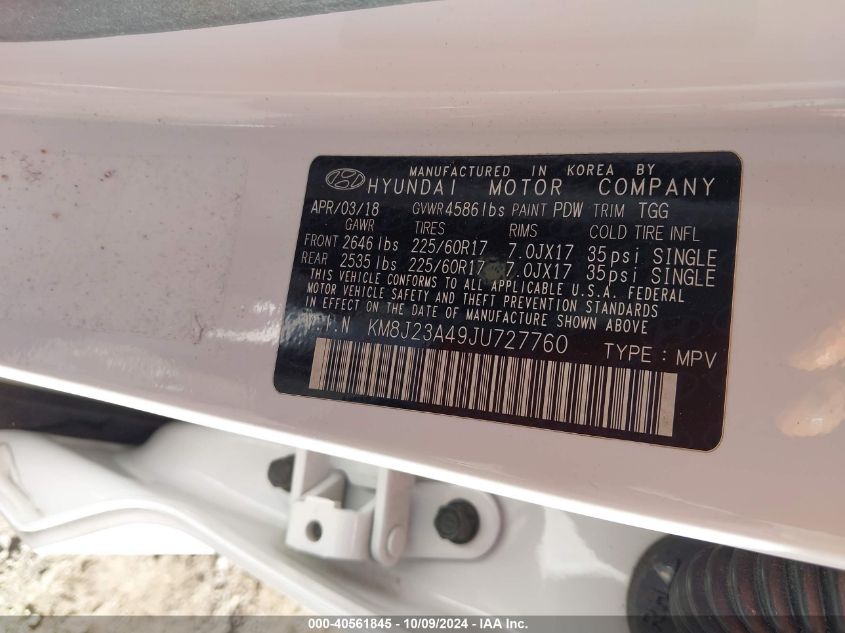 MANUFACTURED IN KOREA BY
HYUNDAI MOTOR COMPANY
APR/03/18 GVWR 4586lbs PAINT PDW TRIM TGG
GAWR TIRES RIMS COLD TIRE INFL
FRONT 2646 lbs 225/60R17 7.0JX17 35psi SINGLE
REAR 2535 lbs 225/60R17 7.0JX17 35psi SINGLE
THIS VEHICLE CONFORMS TO ALL APPLICABLE U.S.A. FEDERAL
MOTOR VEHICLE SAFETY AND THEFT PREVENTION STANDARDS
IN EFFECT ON THE DATE OF MANUFACTURE SHOWN ABOVE.
V.I.N KM8J23A49JU727760 TYPE : MPV
000-40561845 - 10/09/2024 - IAA Inc.